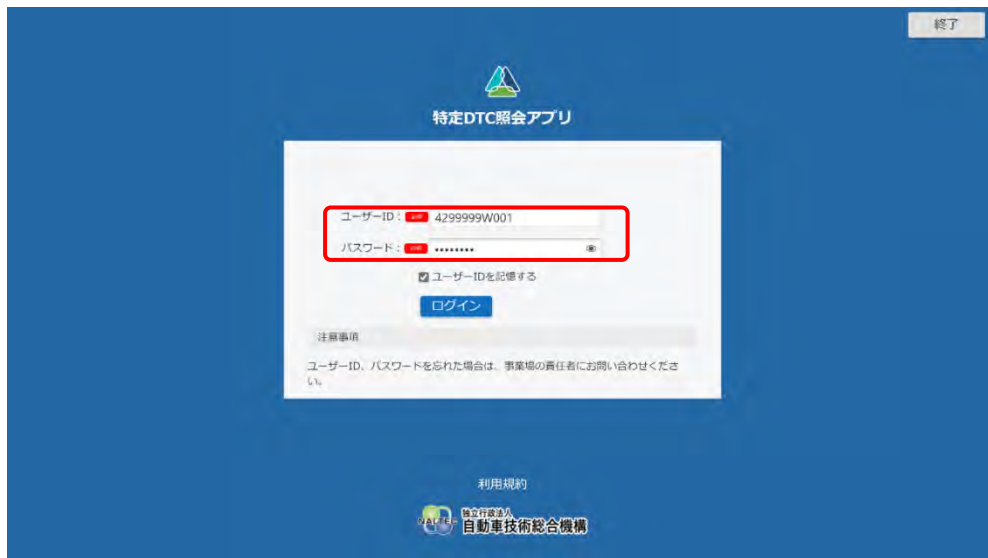 終了
特定DTC照会アプリ
ユーザーID： 必須 4299999W001
パスワード： 必須 ••••••••
ユーザーIDを記憶する
ログイン
注意事項
ユーザーID、パスワードを忘れた場合は、事業場の責任者にお問い合わせくださ
い。
利用規約
NALTEC 独立行政法人
自動車技術総合機構